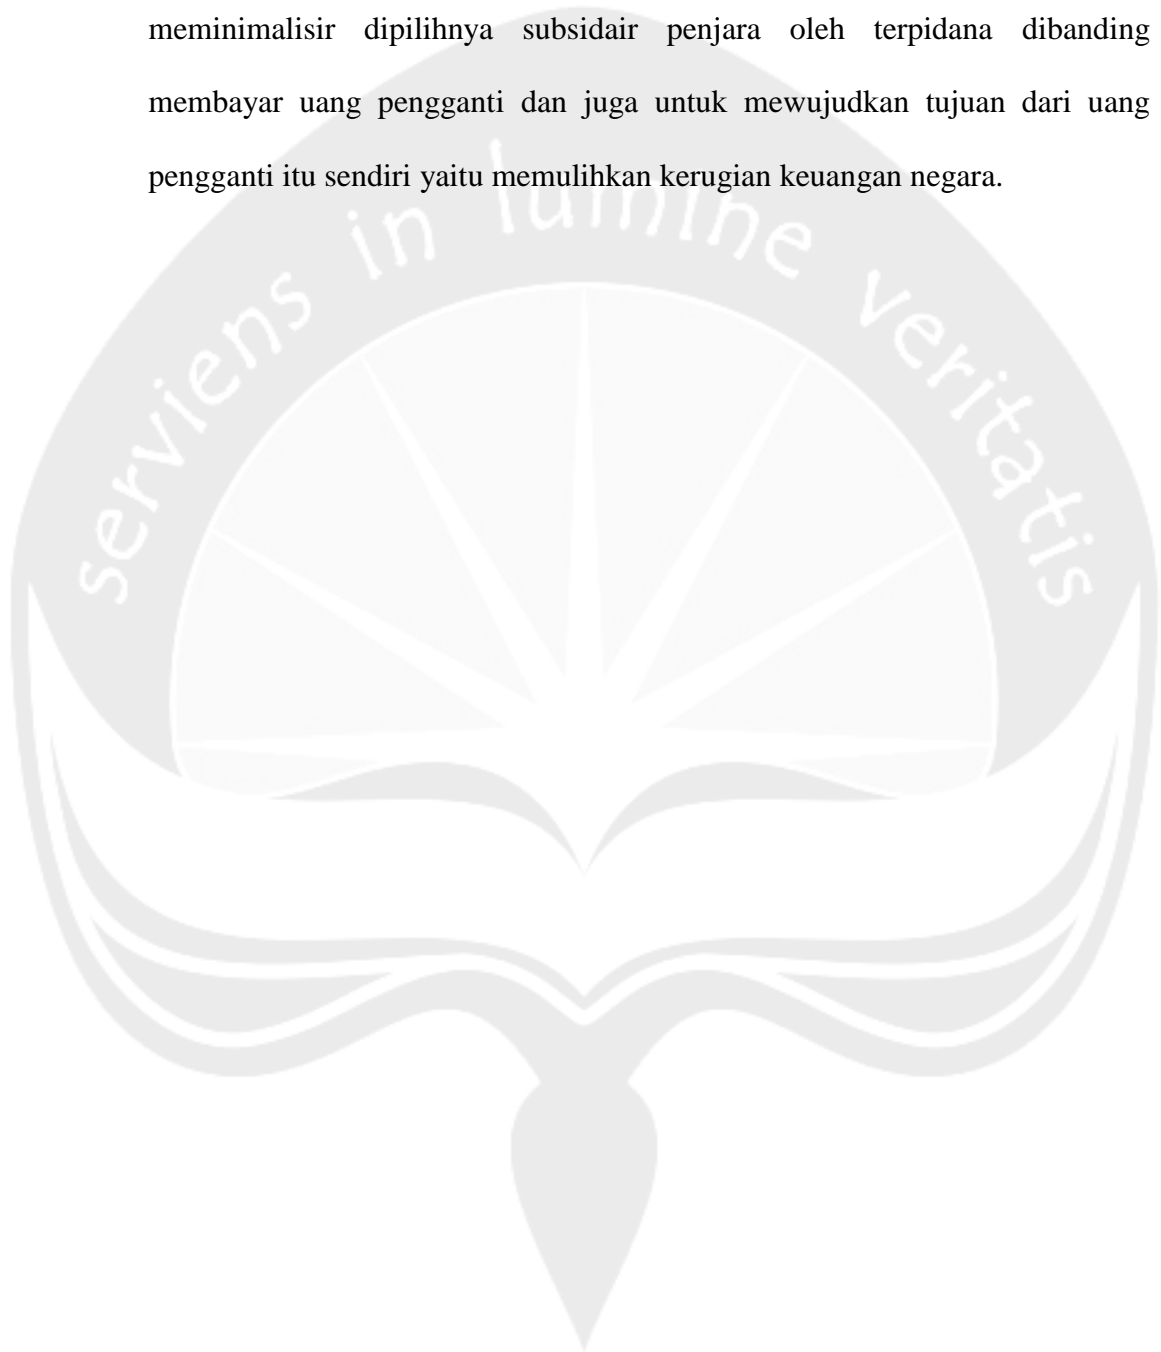 meminimalisir dipilihnya subsidair penjara oleh terpidana dibanding
membayar uang pengganti dan juga untuk mewujudkan tujuan dari uang
pengganti itu sendiri yaitu memulihkan kerugian keuangan negara.
serviens in lumine veritatis